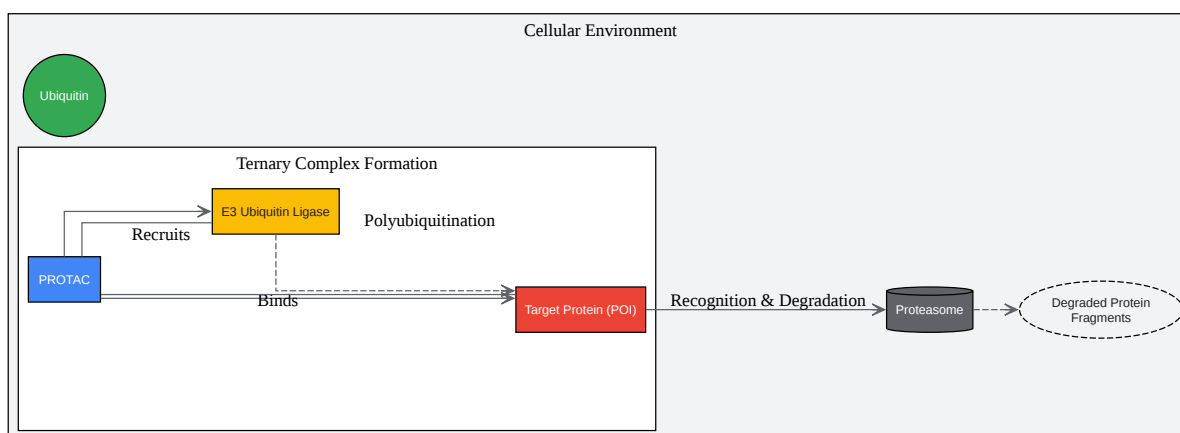 Cellular Environment
Ubiquitin
Ternary Complex Formation
E3 Ubiquitin Ligase
Polyubiquitination
Recruits
PROTAC
Binds
Target Protein (POI)
Recognition & Degradation
Proteasome
Degraded Protein
Fragments